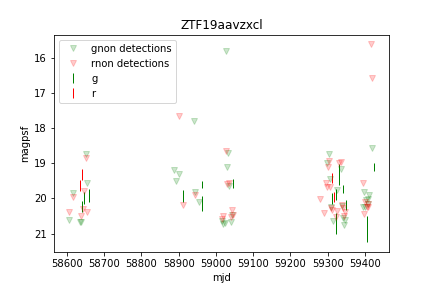 ZTF19aavzxcl
gnon detections
rnon detections
g
r
magpsf
16
17
18
19
20
21
58600 58700 58800 58900 59000 59100 59200 59300 59400
mjd